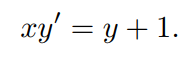 xy′ = y + 1.